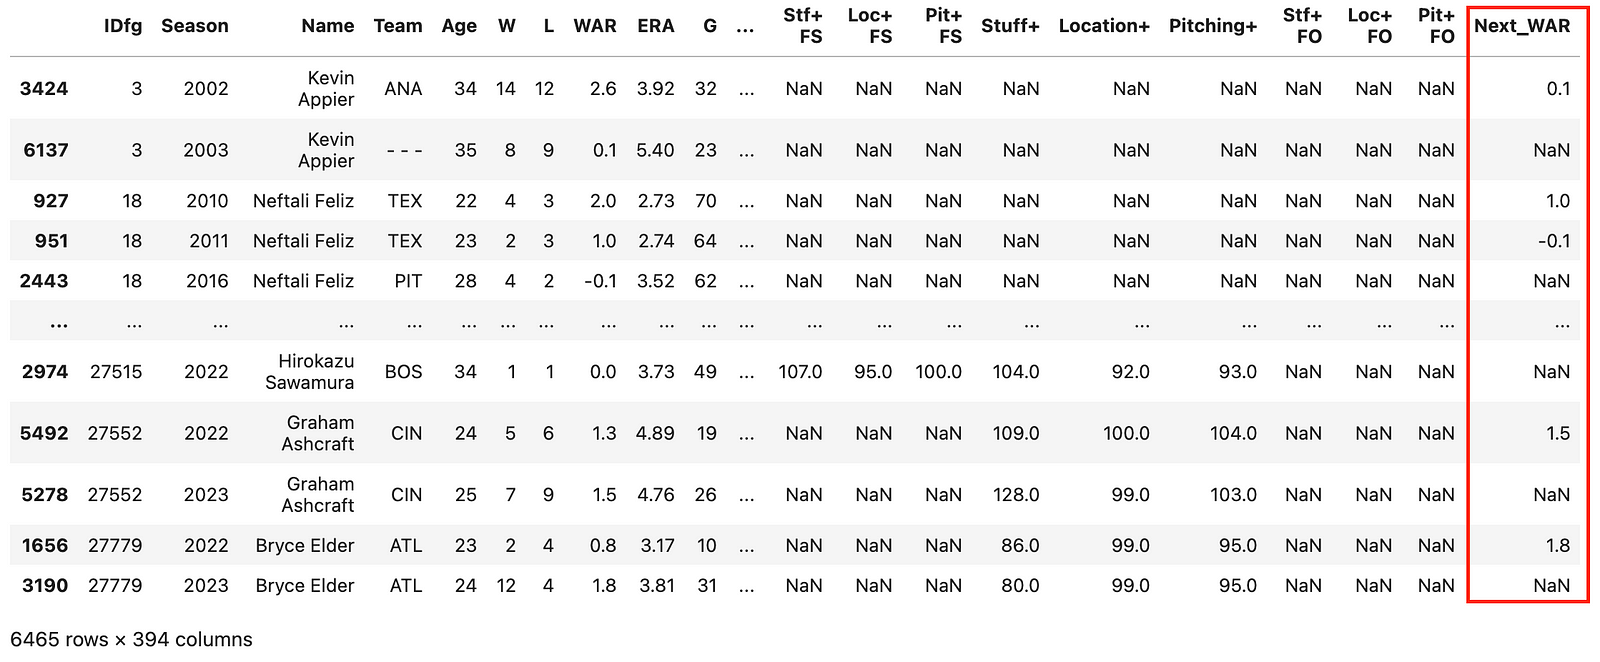 IDfg Season Name Team Age W L WAR ERA G ... Stf+ FS Loc+ FS Pit+ FS Stuff+ Location+ Pitching+ Stf+ FO Loc+ FO Pit+ FO Next_WAR
3424 3 2002 Kevin Appier ANA 34 14 12 2.6 3.92 32 ... NaN NaN NaN NaN NaN NaN NaN NaN NaN 0.1
6137 3 2003 Kevin Appier - - - 35 8 9 0.1 5.40 23 ... NaN NaN NaN NaN NaN NaN NaN NaN NaN NaN
927 18 2010 Neftali Feliz TEX 22 4 3 2.0 2.73 70 ... NaN NaN NaN NaN NaN NaN NaN NaN NaN 1.0
951 18 2011 Neftali Feliz TEX 23 2 3 1.0 2.74 64 ... NaN NaN NaN NaN NaN NaN NaN NaN NaN -0.1
2443 18 2016 Neftali Feliz PIT 28 4 2 -0.1 3.52 62 ... NaN NaN NaN NaN NaN NaN NaN NaN NaN NaN
... ... ... ... ... ... ... ... ... ... ... ... ... ... ... ... ... ... ... ... ... ...
2974 27515 2022 Hirokazu Sawamura BOS 34 1 1 0.0 3.73 49 ... 107.0 95.0 100.0 104.0 92.0 93.0 NaN NaN NaN NaN
5492 27552 2022 Graham Ashcraft CIN 24 5 6 1.3 4.89 19 ... NaN NaN NaN 109.0 100.0 104.0 NaN NaN NaN 1.5
5278 27552 2023 Graham Ashcraft CIN 25 7 9 1.5 4.76 26 ... NaN NaN NaN 128.0 99.0 103.0 NaN NaN NaN NaN
1656 27779 2022 Bryce Elder ATL 23 2 4 0.8 3.17 10 ... NaN NaN NaN 86.0 99.0 95.0 NaN NaN NaN 1.8
3190 27779 2023 Bryce Elder ATL 24 12 4 1.8 3.81 31 ... NaN NaN NaN 80.0 99.0 95.0 NaN NaN NaN NaN
6465 rows × 394 columns